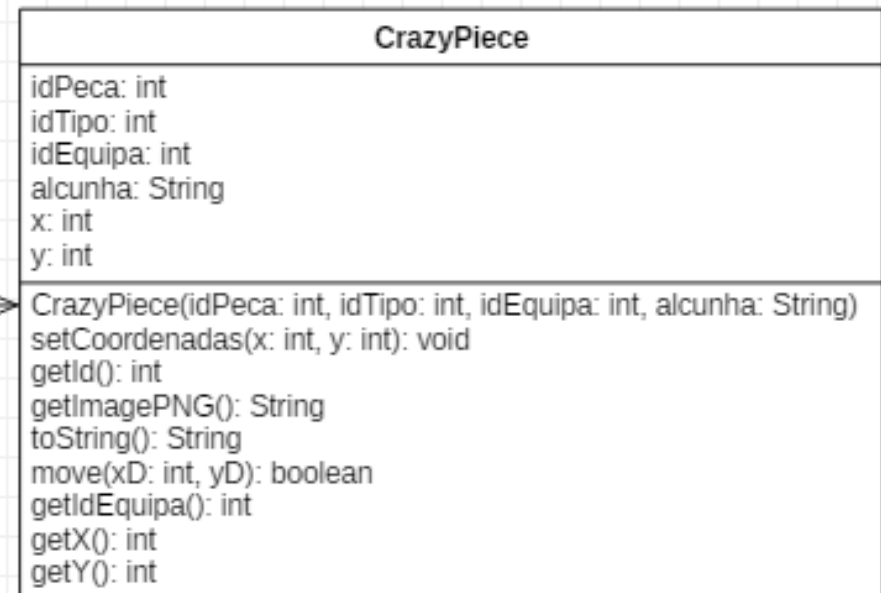 CrazyPiece
idPeca: int
idTipo: int
idEquipa: int
alcunha: String
x: int
y: int
CrazyPiece(idPeca: int, idTipo: int, idEquipa: int, alcunha: String)
setCoordenadas(x: int, y: int): void
getId(): int
getImagePNG(): String
toString(): String
move(xD: int, yD): boolean
getIdEquipa(): int
getX(): int
getY(): int